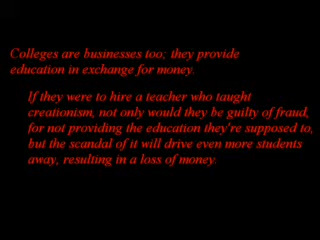 Colleges are businesses too; they provide
education in exchange for money.
If they were to hire a teacher who taught
creationism, not only would they be guilty of fraud,
for not providing the education they're supposed to,
but the scandal of it will drive even more students
away, resulting in a loss of money.